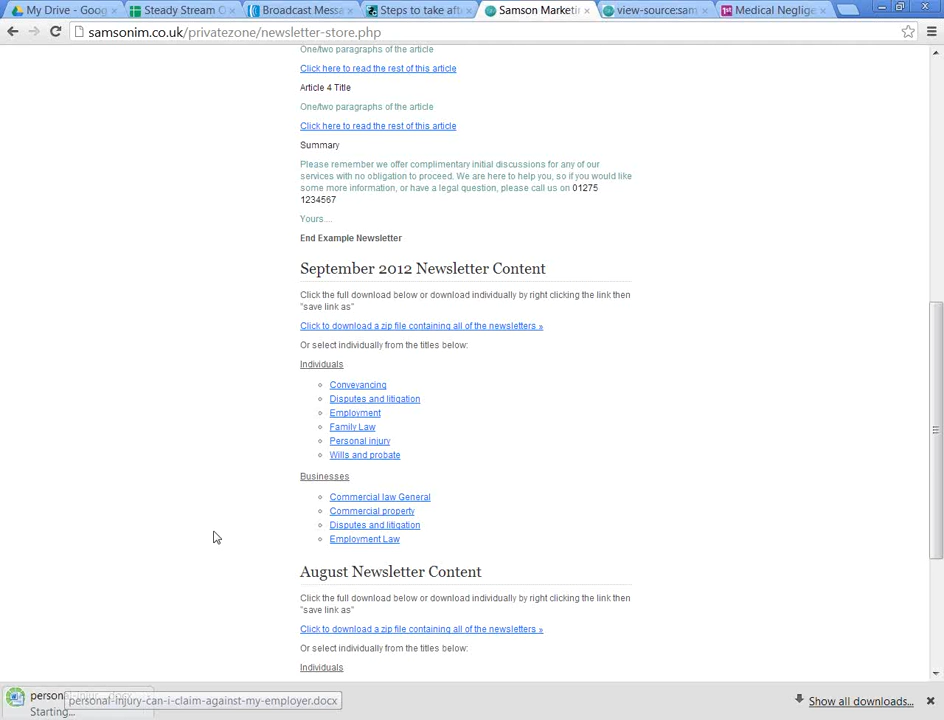 My Drive - Goog
Steady Stream O
Broadcast Messa
Steps to take aft
Samson Marketi
view-source:sam
Medical Neglige
samsonim.co.uk/privatezone/newsletter-store.php
One/two paragraphs of the article
Click here to read the rest of this article
Article 4 Title
One/two paragraphs of the article
Click here to read the rest of this article
Summary
Please remember we offer complimentary initial discussions for any of our
services with no obligation to proceed. We are here to help you, so if you would like
some more information, or have a legal question, please call us on 01275
1234567
Yours...
End Example Newsletter
September 2012 Newsletter Content
Click the full download below or download individually by right clicking the link then
"save link as"
Click to download a zip file containing all of the newsletters »
Or select individually from the titles below:
Individuals
Conveyancing
Disputes and litigation
Employment
Family Law
Personal injury
Wills and probate
Businesses
Commercial law General
Commercial property
Disputes and litigation
Employment Law
August Newsletter Content
Click the full download below or download individually by right clicking the link then
"save link as"
Click to download a zip file containing all of the newsletters »
Or select individually from the titles below:
Individuals
personal-injury-can-i-claim-against-my-employer.docx
Starting...
Show all downloads...